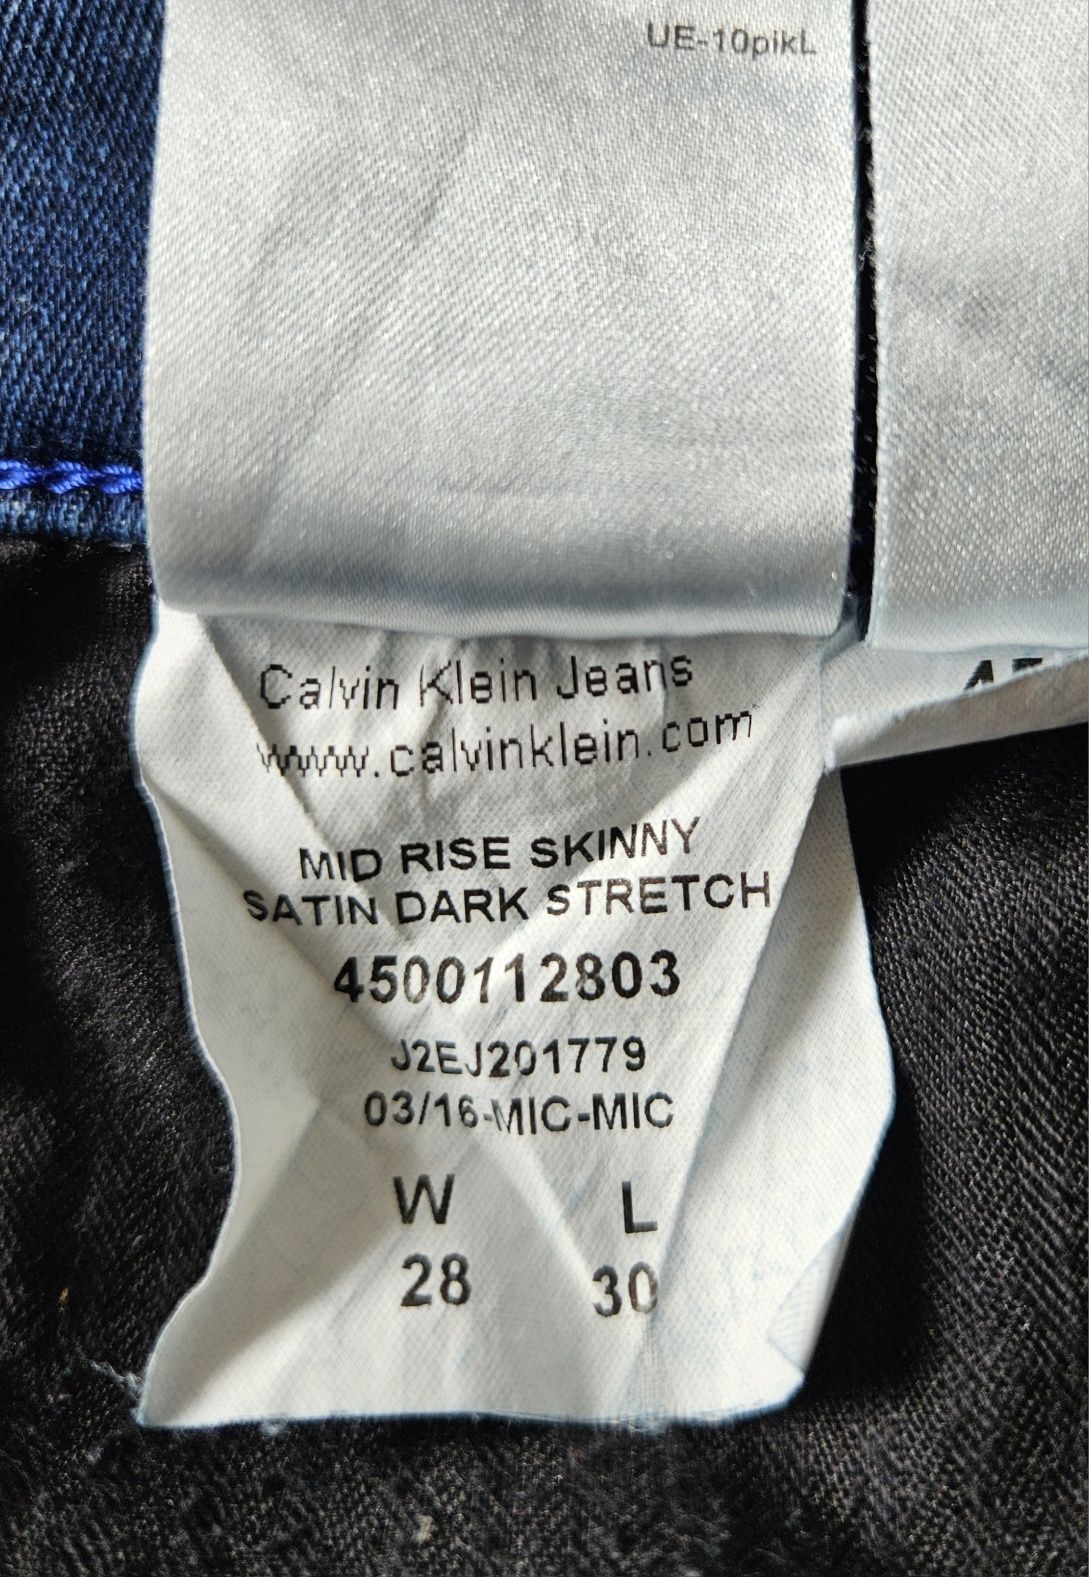 UE-10pikL
Calvin Klein Jeans
www.calvinklein.com
MID RISE SKINNY
SATIN DARK STRETCH
4500112803
J2EJ201779
03/16-MIC-MIC
W L
28 30